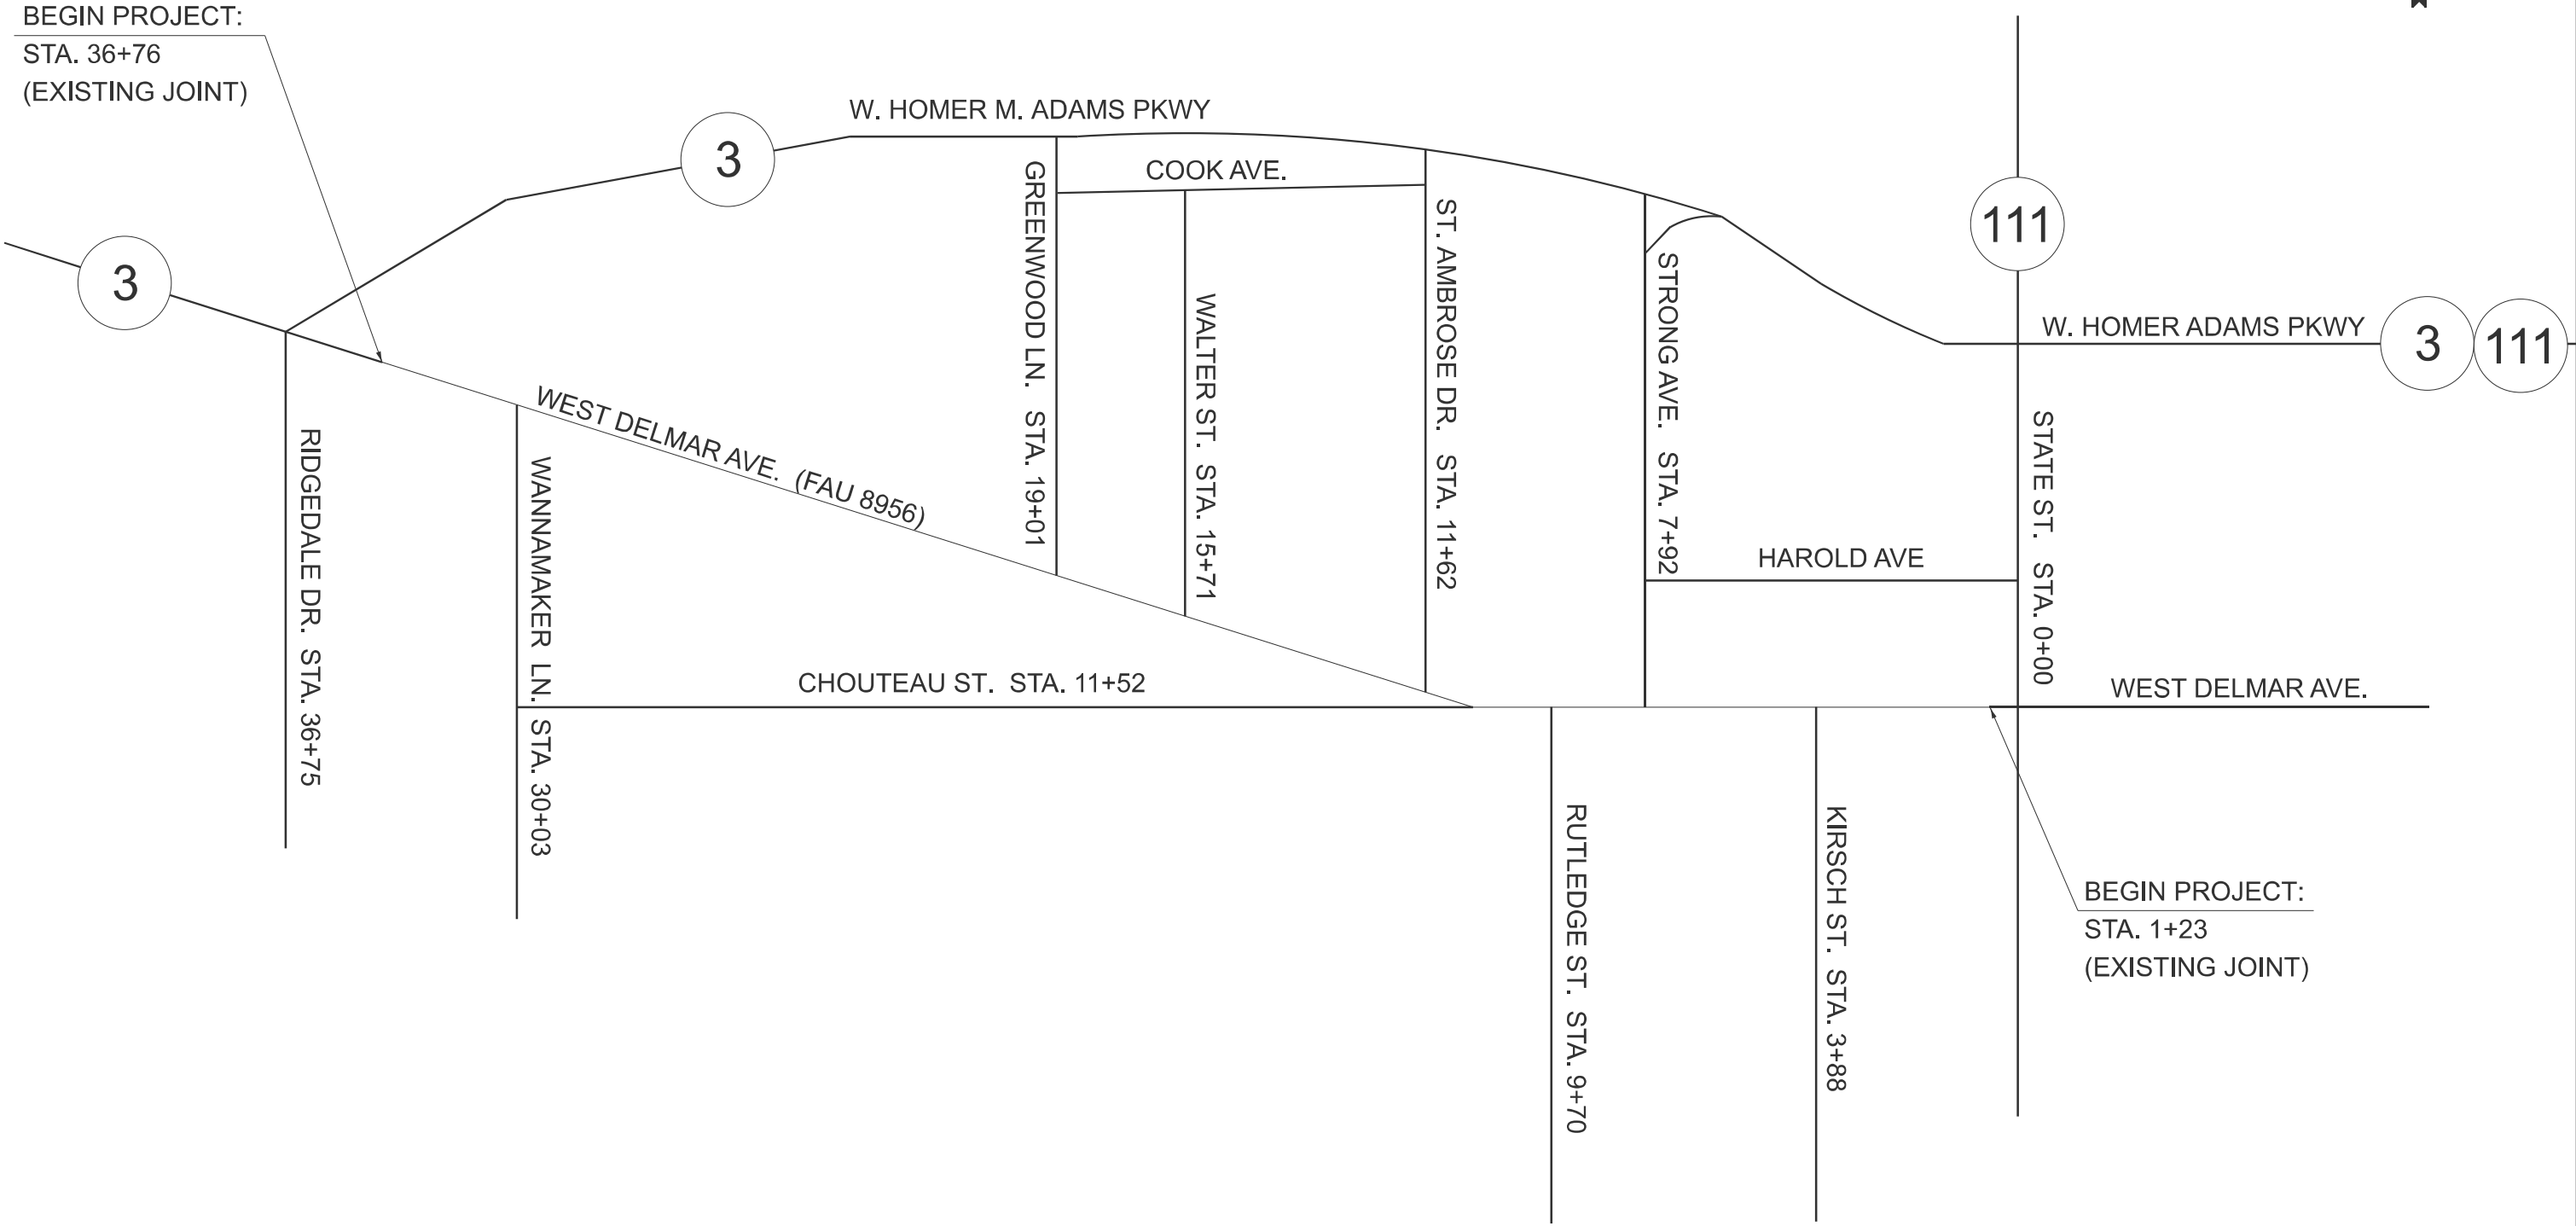 BEGIN PROJECT:
STA. 36+76
(EXISTING JOINT)
W. HOMER M. ADAMS PKWY
3
COOK AVE.
111
3
W. HOMER ADAMS PKWY
3
111
GREENWOOD LN. STA. 19+01
WALTER ST. STA. 15+71
ST. AMBROSE DR. STA. 11+62
STRONG AVE. STA. 7+92
STATE ST. STA. 0+00
WEST DELMAR AVE. (FAU 8956)
RIDGEDALE DR. STA. 36+75
WANNAMAKER LN. STA. 30+03
HAROLD AVE
CHOUTEAU ST. STA. 11+52
WEST DELMAR AVE.
RUTLEDGE ST. STA. 9+70
KIRSCH ST. STA. 3+88
BEGIN PROJECT:
STA. 1+23
(EXISTING JOINT)